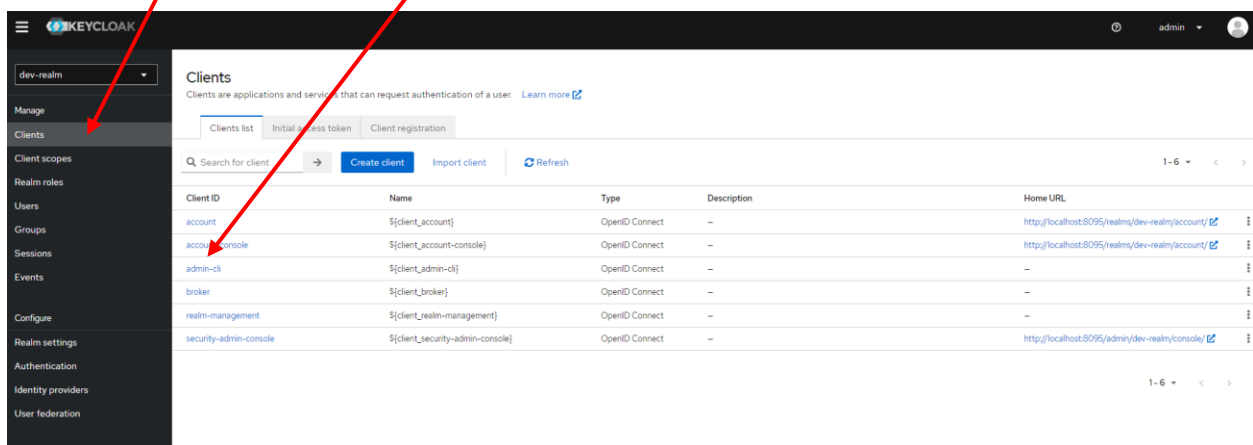 KEYCLOAK
admin
dev-realm
Manage
Clients
Client scopes
Realm roles
Users
Groups
Sessions
Events
Configure
Realm settings
Authentication
Identity providers
User federation
Clients
Clients are applications and services that can request authentication of a user. Learn more
Clients list Initial access token Client registration
Search for client Create client Import client Refresh 1-6
Client ID Name Type Description Home URL
account ${client_account} OpenID Connect – http://localhost:8095/realms/dev-realm/account/
account-console ${client_account-console} OpenID Connect – http://localhost:8095/realms/dev-realm/account/
admin-cli ${client_admin-cli} OpenID Connect – –
broker ${client_broker} OpenID Connect – –
realm-management ${client_realm-management} OpenID Connect – –
security-admin-console ${client_security-admin-console} OpenID Connect – http://localhost:8095/admin/dev-realm/console/
1-6